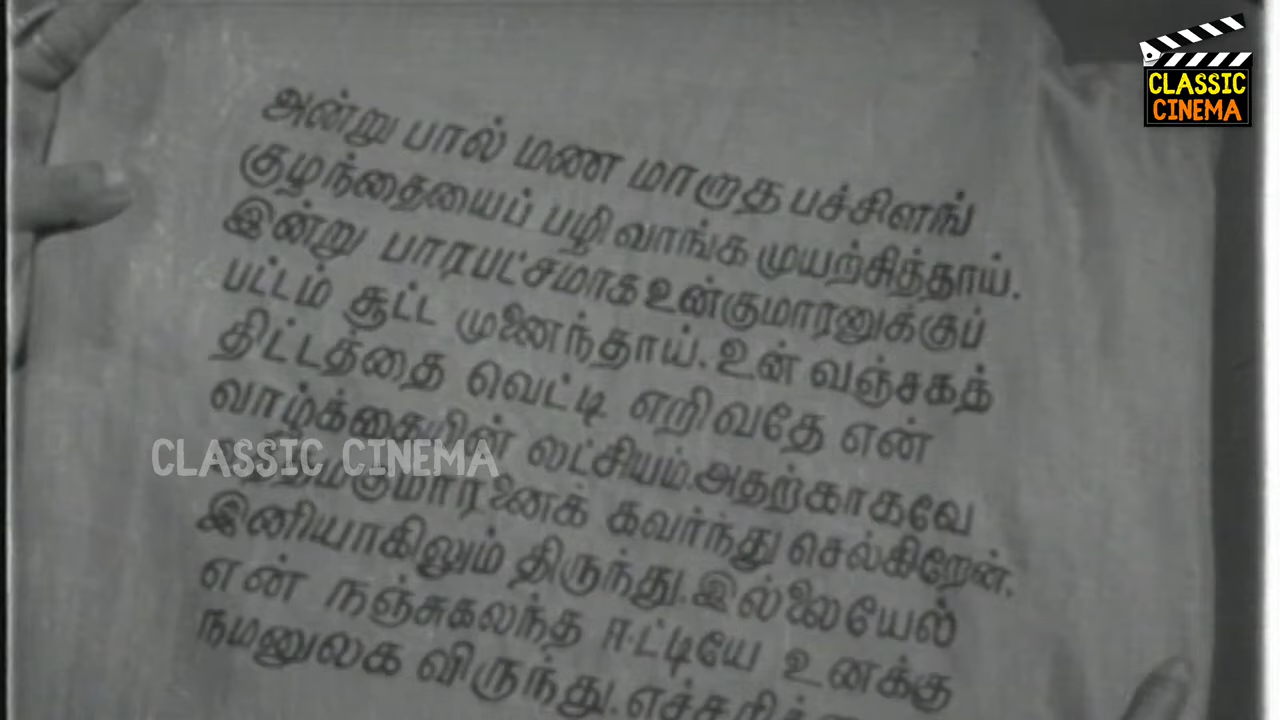 CLASSIC
CINEMA
அன்று பால் மண மாறாத பச்சிளங்
குழந்தையைப் பழி வாங்க முயற்சித்தாய்.
இன்று பாரபட்சமாக உன்குமாரனுக்குப்
பட்டம் சூட்ட முனைந்தாய். உன் வஞ்சகத்
திட்டத்தை வெட்டி எறிவதே என்
வாழ்க்கையின் லட்சியம். அதற்காகவே
CLASSIC CINEMA
கவர்ந்து செல்கிறேன்.
இனியாகிலும் திருந்து. இல்லையேல்
என் நஞ்சுகலந்த ஈட்டியே உனக்கு
நமனுலக விருந்து.